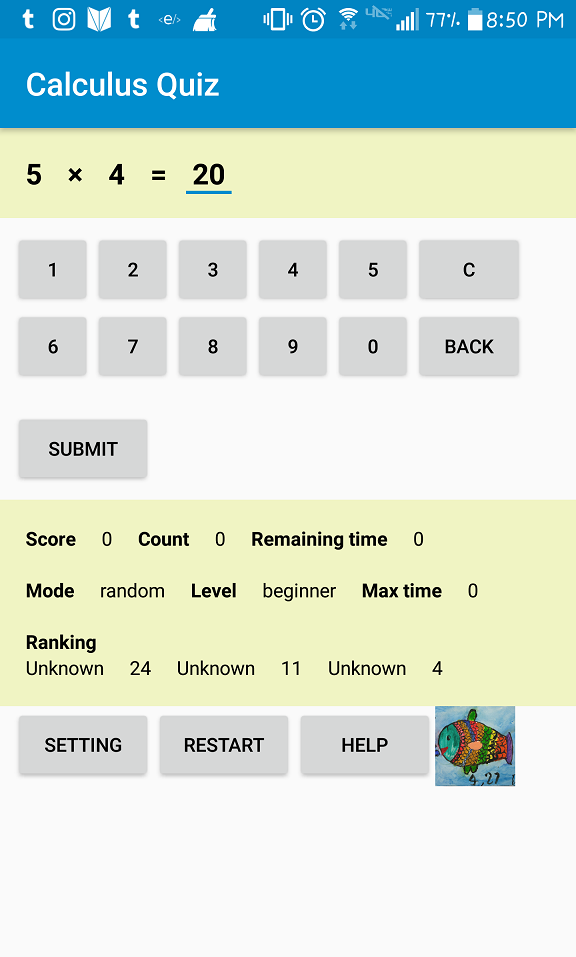 77% 8:50 PM
Calculus Quiz
5 × 4 = 20
1 2 3 4 5 C
6 7 8 9 0 BACK
SUBMIT
Score 0 Count 0 Remaining time 0
Mode random Level beginner Max time 0
Ranking
Unknown 24 Unknown 11 Unknown 4
SETTING RESTART HELP